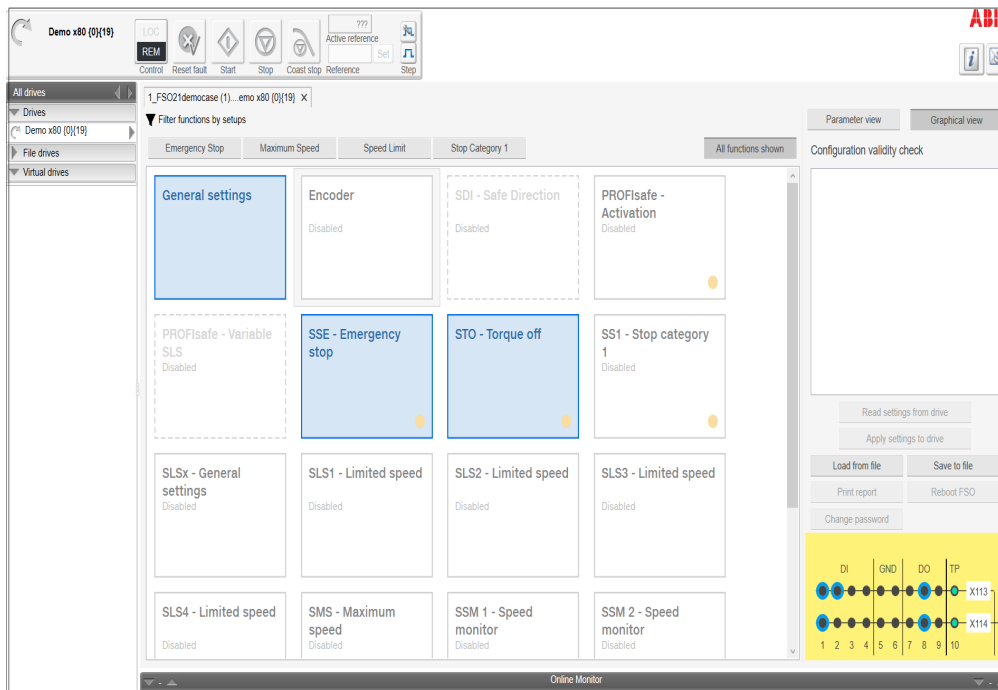 Demo x80 {0}{19}
LOC
REM
Control
Reset fault
Start
Stop
Coast stop
???
Active reference
Set
Reference
Step
ABB
i
All drives
Drives
Demo x80 {0}{19}
File drives
Virtual drives
1_FSO21democase (1)....emo x80 {0}{19} X
Filter functions by setups
Emergency Stop
Maximum Speed
Speed Limit
Stop Category 1
All functions shown
General settings
Encoder
Disabled
SDI - Safe Direction
Disabled
PROFIsafe -
Activation
Disabled
PROFIsafe - Variable
SLS
Disabled
SSE - Emergency
stop
STO - Torque off
SS1 - Stop category
1
Disabled
SLSx - General
settings
Disabled
SLS1 - Limited speed
Disabled
SLS2 - Limited speed
Disabled
SLS3 - Limited speed
Disabled
SLS4 - Limited speed
Disabled
SMS - Maximum
speed
Disabled
SSM 1 - Speed
monitor
Disabled
SSM 2 - Speed
monitor
Disabled
Parameter view
Graphical view
Configuration validity check
Read settings from drive
Apply settings to drive
Load from file
Save to file
Print report
Reboot FSO
Change password
DI GND DO TP
X113
X114
1 2 3 4 5 6 7 8 9 10
Online Monitor